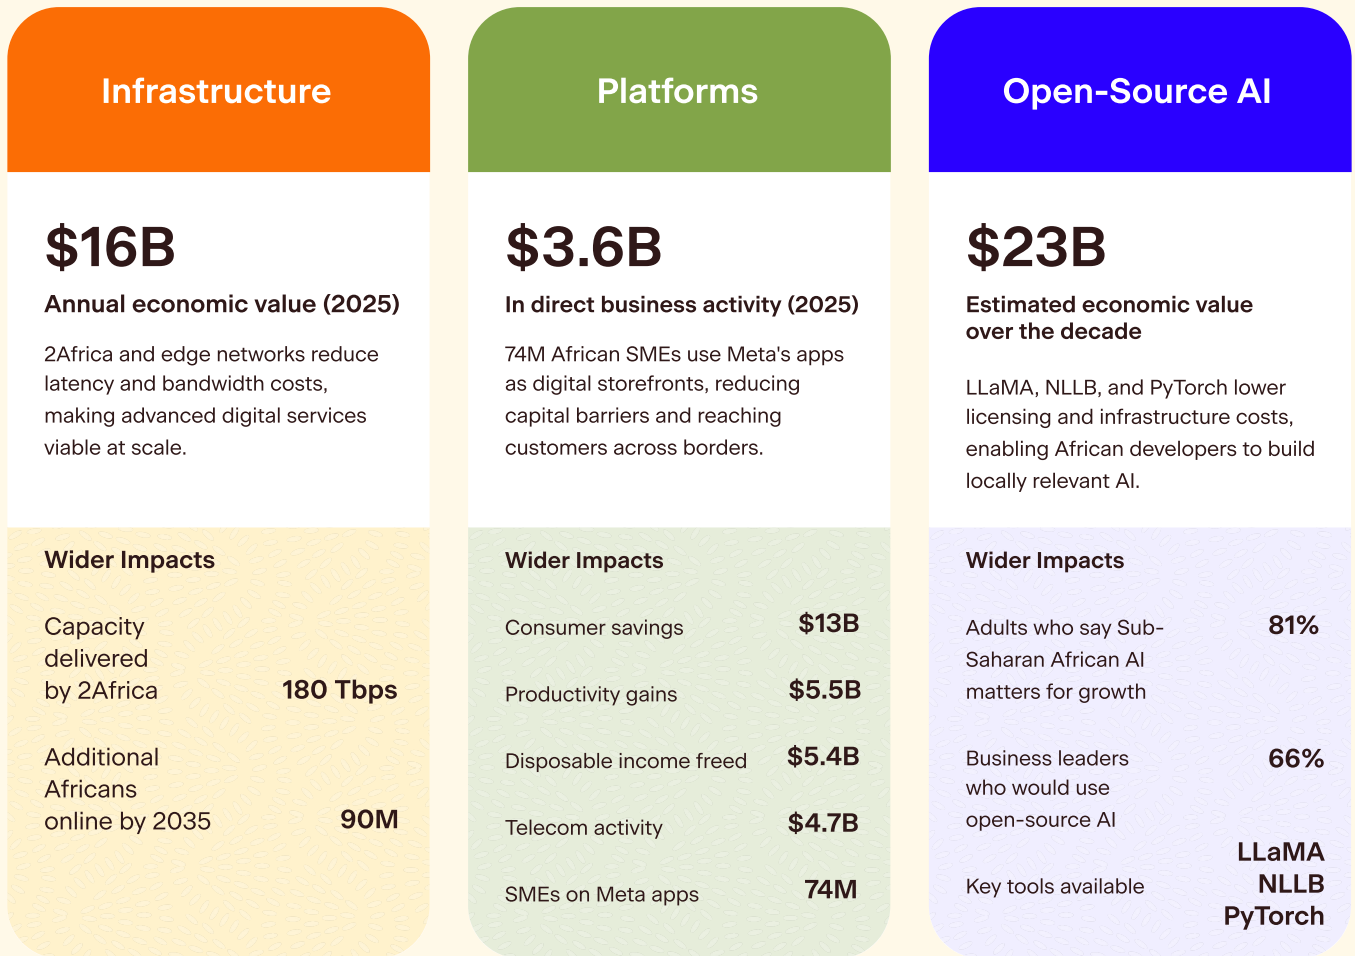 Infrastructure
$16B
Annual economic value (2025)
2Africa and edge networks reduce
latency and bandwidth costs,
making advanced digital services
viable at scale.
Wider Impacts
Capacity
delivered
by 2Africa 180 Tbps
Additional
Africans
online by 2035 90M
Platforms
$3.6B
In direct business activity (2025)
74M African SMEs use Meta's apps
as digital storefronts, reducing
capital barriers and reaching
customers across borders.
Wider Impacts
Consumer savings $13B
Productivity gains $5.5B
Disposable income freed $5.4B
Telecom activity $4.7B
SMEs on Meta apps 74M
Open-Source AI
$23B
Estimated economic value
over the decade
LLaMA, NLLB, and PyTorch lower
licensing and infrastructure costs,
enabling African developers to build
locally relevant AI.
Wider Impacts
Adults who say Sub- 81%
Saharan African AI
matters for growth
Business leaders 66%
who would use
open-source AI
LLaMA
Key tools available NLLB
PyTorch